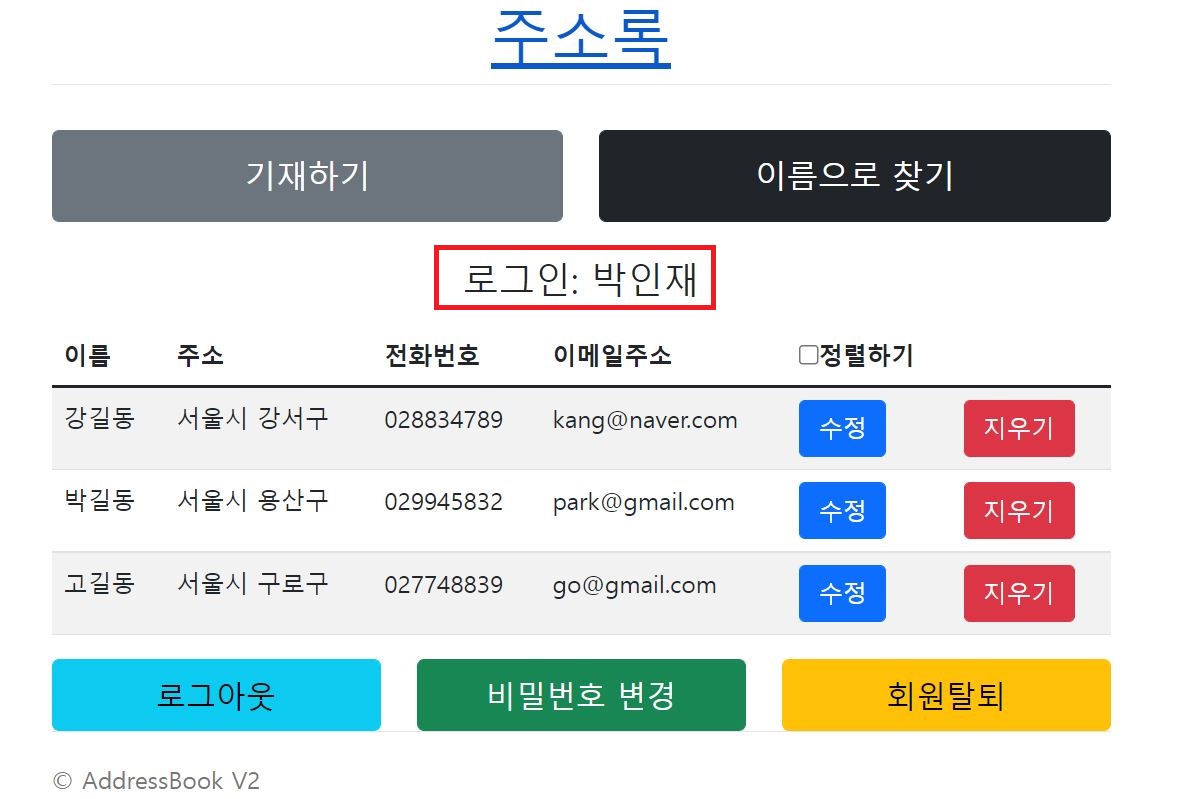 주소록
기재하기 이름으로 찾기
로그인: 박인재
이름 주소 전화번호 이메일주소 정렬하기
강길동 서울시 강서구 028834789 kang@naver.com 수정 지우기
박길동 서울시 용산구 029945832 park@gmail.com 수정 지우기
고길동 서울시 구로구 027748839 go@gmail.com 수정 지우기
로그아웃 비밀번호 변경 회원탈퇴
© AddressBook V2